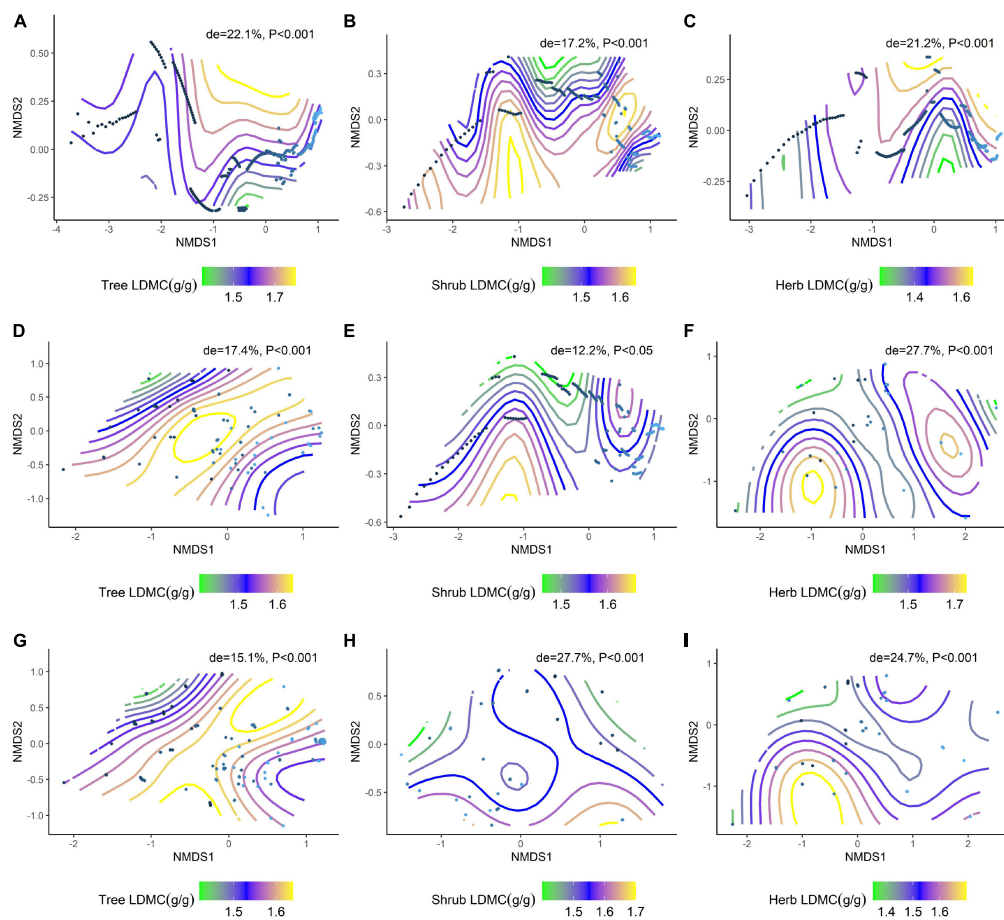 A B C
de=22.1%, P<0.001 de=17.2%, P<0.001 de=21.2%, P<0.001
NMDS2 NMDS2 NMDS2
0.50 0.3 0.25
0.25 0.0 0.00
0.00 -0.3 -0.25
-0.25 -0.6
-4 -3 -2 -1 0 1 -3 -2 -1 0 1 -3 -2 -1 0 1
NMDS1 NMDS1 NMDS1
Tree LDMC(g/g) Shrub LDMC(g/g) Herb LDMC(g/g)
1.5 1.7 1.5 1.6 1.4 1.6
D E F
de=17.4%, P<0.001 de=12.2%, P<0.05 de=27.7%, P<0.001
NMDS2 NMDS2 NMDS2
1.0 0.3 1
0.5 0.0 0
0.0 -0.3 -1
-0.5 -0.6
-1.0
-2 -1 0 1 -3 -2 -1 0 1 -2 -1 0 1 2
NMDS1 NMDS1 NMDS1
Tree LDMC(g/g) Shrub LDMC(g/g) Herb LDMC(g/g)
1.5 1.6 1.5 1.6 1.5 1.7
G H I
de=15.1%, P<0.001 de=27.7%, P<0.001 de=24.7%, P<0.001
NMDS2 NMDS2 NMDS2
1.0 0.5 1
0.5 0.0 0
0.0 -0.5 -1
-0.5
-1.0
-2 -1 0 1 -1 0 1 -2 -1 0 1 2
NMDS1 NMDS1 NMDS1
Tree LDMC(g/g) Shrub LDMC(g/g) Herb LDMC(g/g)
1.5 1.6 1.5 1.6 1.7 1.4 1.5 1.6